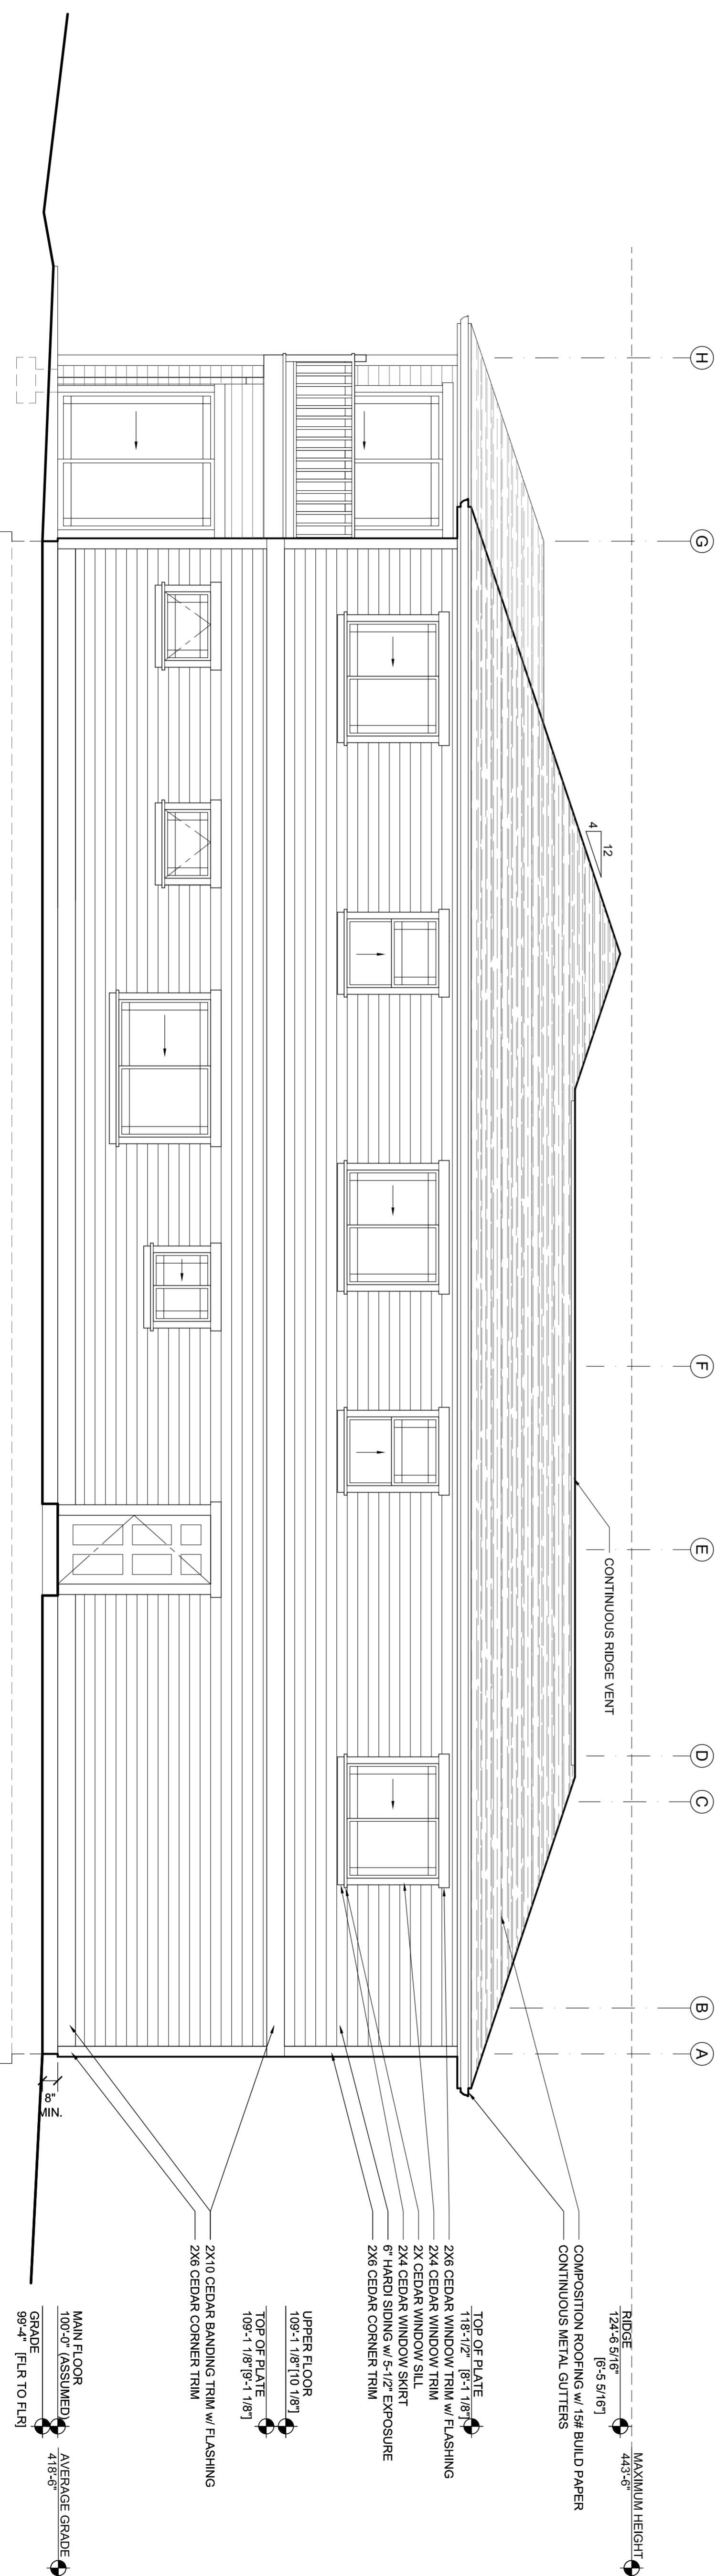 H
G
F
E
D
C
B
A
4
12
CONTINUOUS RIDGE VENT
COMPOSITION ROOFING w/ 15# BUILD PAPER
CONTINUOUS METAL GUTTERS
2X6 CEDAR WINDOW TRIM w/ FLASHING
2X4 CEDAR WINDOW TRIM
2X CEDAR WINDOW SILL
2X4 CEDAR WINDOW SKIRT
6" HARDI SIDING w/ 5-1/2" EXPOSURE
2X6 CEDAR CORNER TRIM
2X10 CEDAR BANDING TRIM w/ FLASHING
2X6 CEDAR CORNER TRIM
8"
MIN.
MAXIMUM HEIGHT
443'-6"
RIDGE
124'-6 5/16"
[6'-5 5/16"]
TOP OF PLATE
118'-1/2" [8'-1 1/8"]
UPPER FLOOR
109'-1 1/8"[10 1/8"]
TOP OF PLATE
109'-1 1/8"[9'-1 1/8"]
MAIN FLOOR
100'-0" (ASSUMED)
GRADE
99'-4" [FLR TO FLR]
AVERAGE GRADE
418'-6"